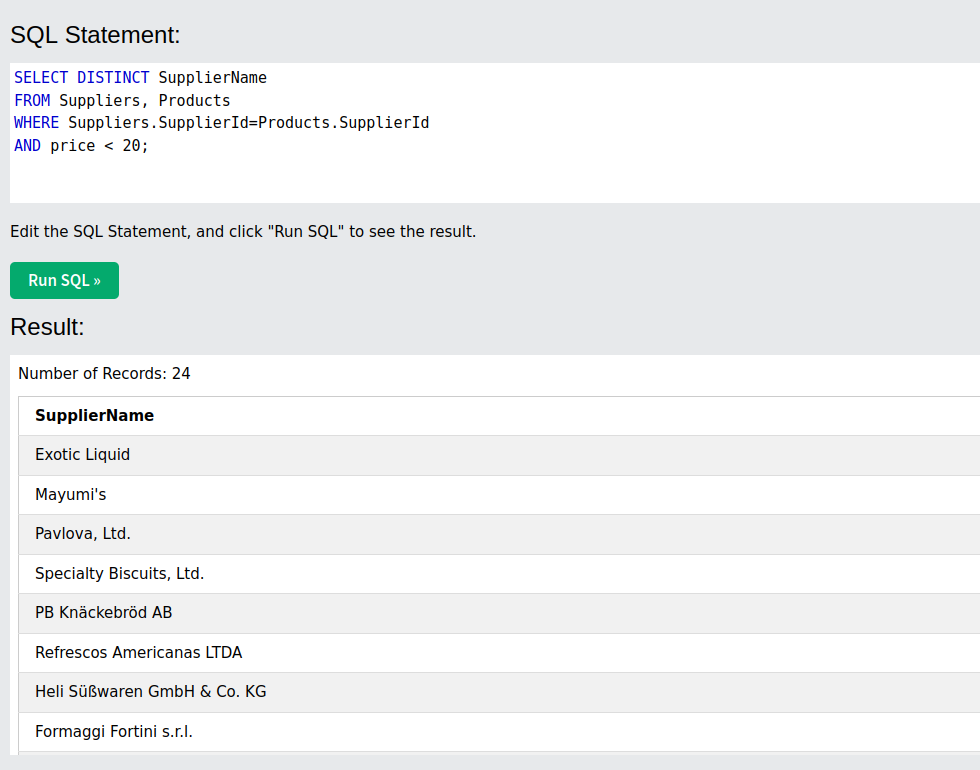 SQL Statement:
SELECT DISTINCT SupplierName
FROM Suppliers, Products
WHERE Suppliers.SupplierId=Products.SupplierId
AND price < 20;
Edit the SQL Statement, and click "Run SQL" to see the result.
Run SQL »
Result:
Number of Records: 24
SupplierName
Exotic Liquid
Mayumi's
Pavlova, Ltd.
Specialty Biscuits, Ltd.
PB Knäckebröd AB
Refrescos Americanas LTDA
Heli Süßwaren GmbH & Co. KG
Formaggi Fortini s.r.l.